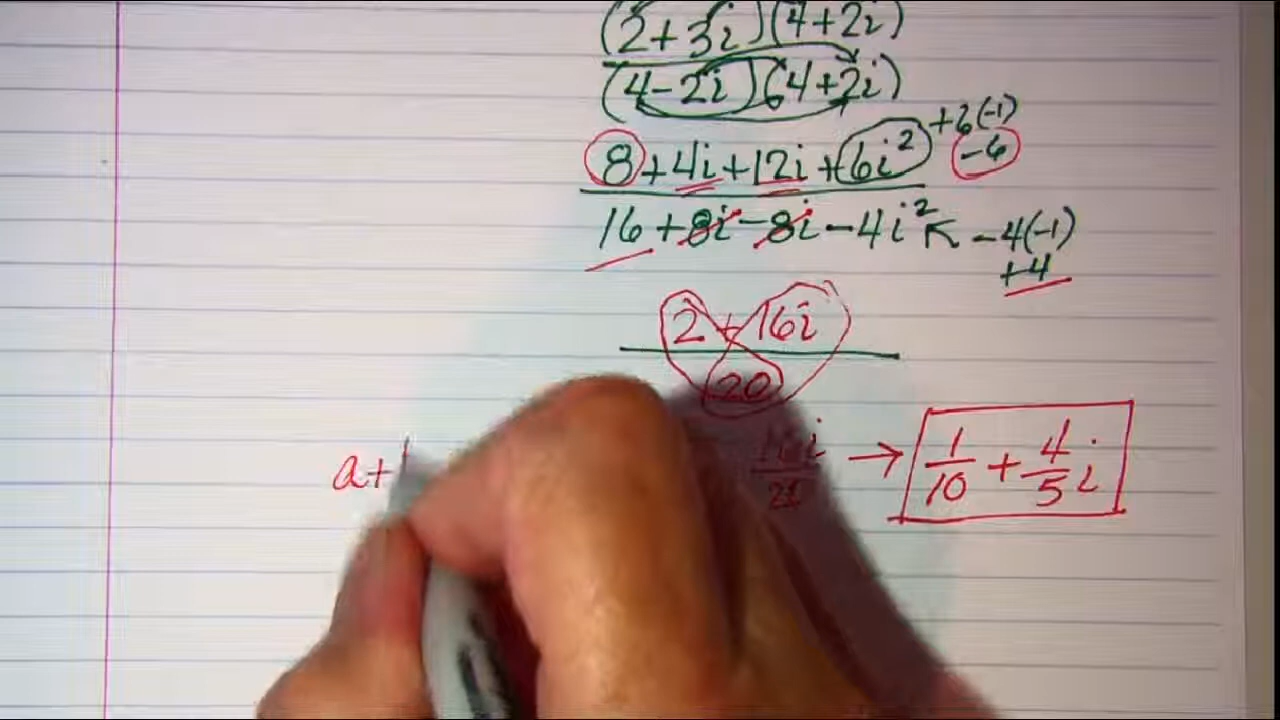 (2+3i)(4+2i)
(4-2i)(4+2i)
+6(-1)
8+4i+12i+6i² -6
16+8i-8i-4i² -4(-1)
+4
2+16i
20
a+ i → 1/10 + 4/5 i